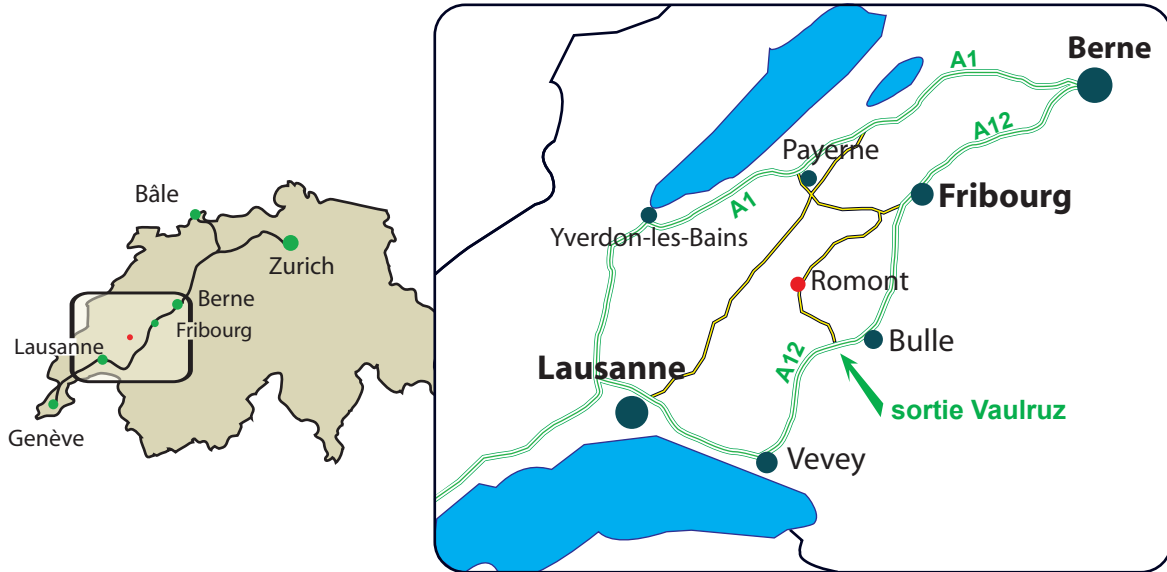 Bâle
Zurich
Berne
Fribourg
Lausanne
Genève
Berne
A1
A12
Payerne
Fribourg
A1
Yverdon-les-Bains
Romont
Bulle
A12
Lausanne
sortie Vaulruz
Vevey